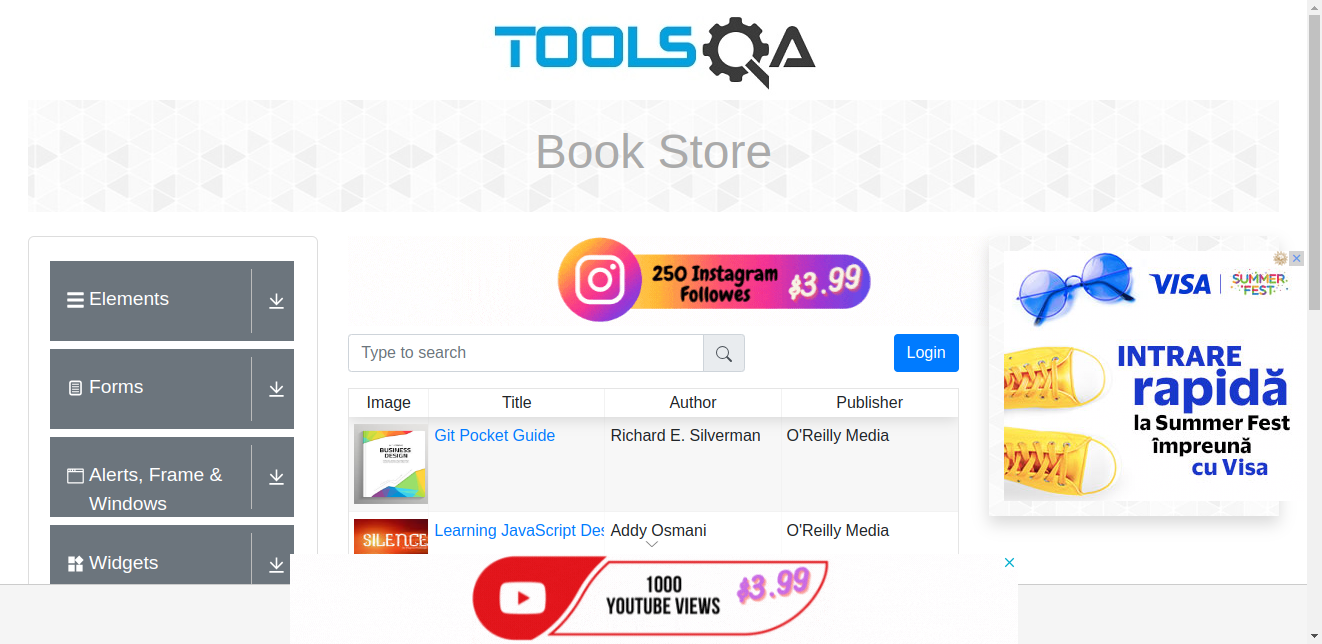 TOOLSQA
Book Store
Elements
Forms
Alerts, Frame &
Windows
Widgets
250 Instagram
Followes
$3.99
Type to search
Login
Image Title Author Publisher
BUSINESS
DESIGN
Git Pocket Guide Richard E. Silverman O'Reilly Media
SILENCE
Learning JavaScript Des Addy Osmani O'Reilly Media
VISA
SUMMER
FEST
INTRARE
rapidă
la Summer Fest
împreună
cu Visa
1000
YOUTUBE VIEWS
$3.99